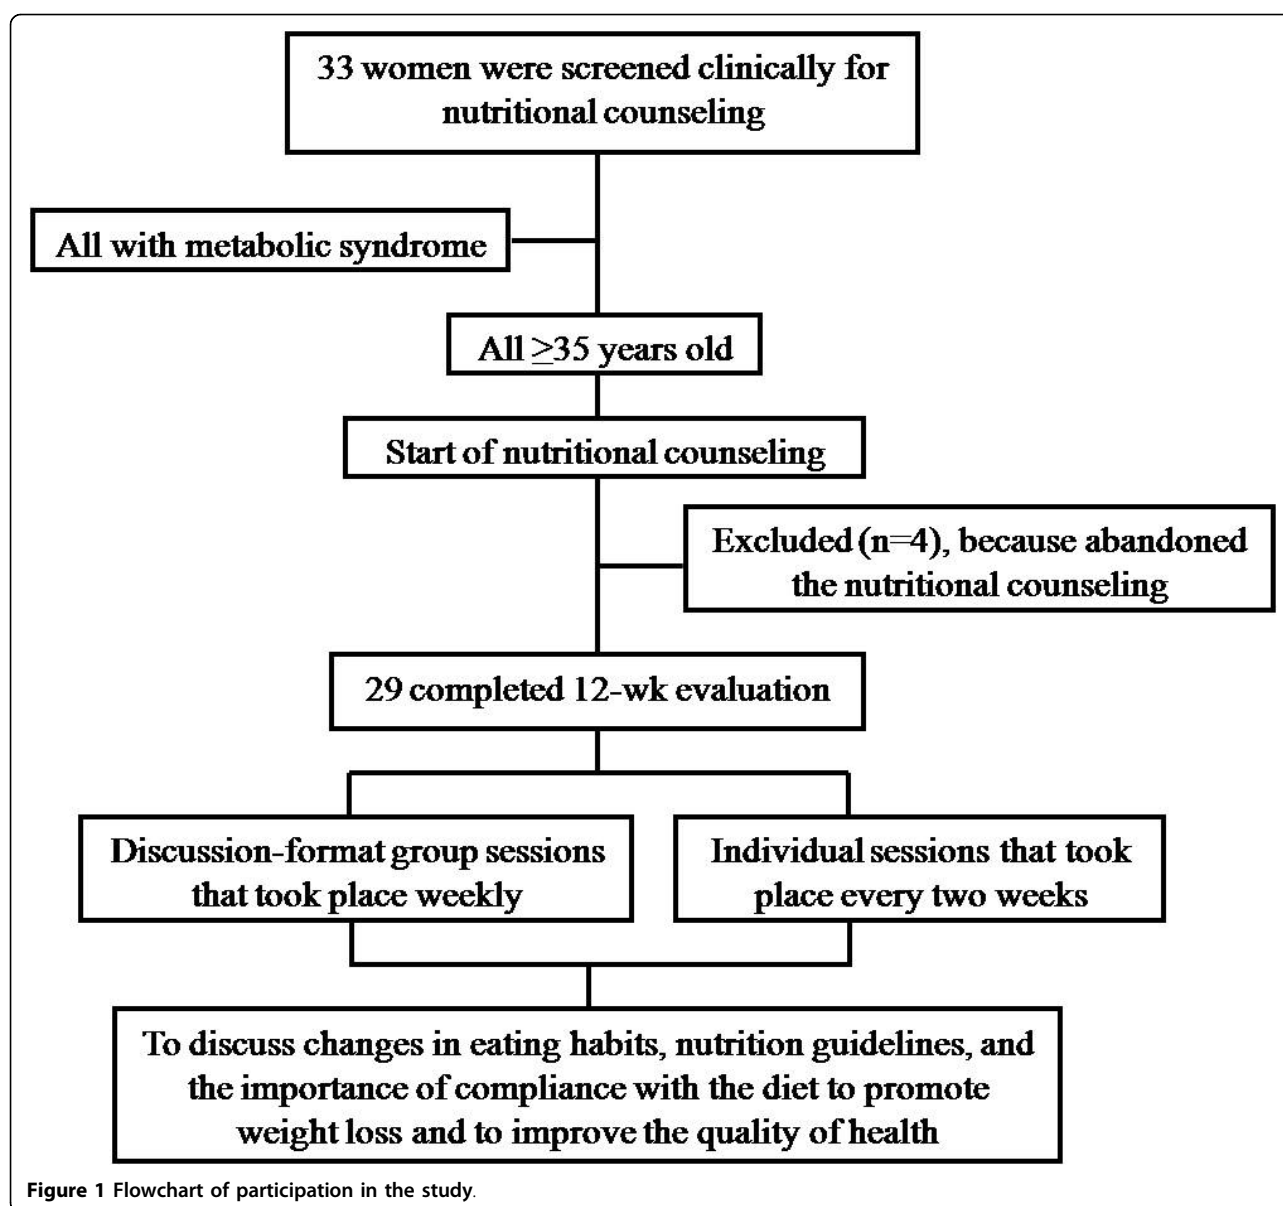 33 women were screened clinically for
nutritional counseling
All with metabolic syndrome
All ≥35 years old
Start of nutritional counseling
Excluded (n=4), because abandoned
the nutritional counseling
29 completed 12-wk evaluation
Discussion-format group sessions
that took place weekly
Individual sessions that took
place every two weeks
To discuss changes in eating habits, nutrition guidelines, and
the importance of compliance with the diet to promote
weight loss and to improve the quality of health
Figure 1 Flowchart of participation in the study.